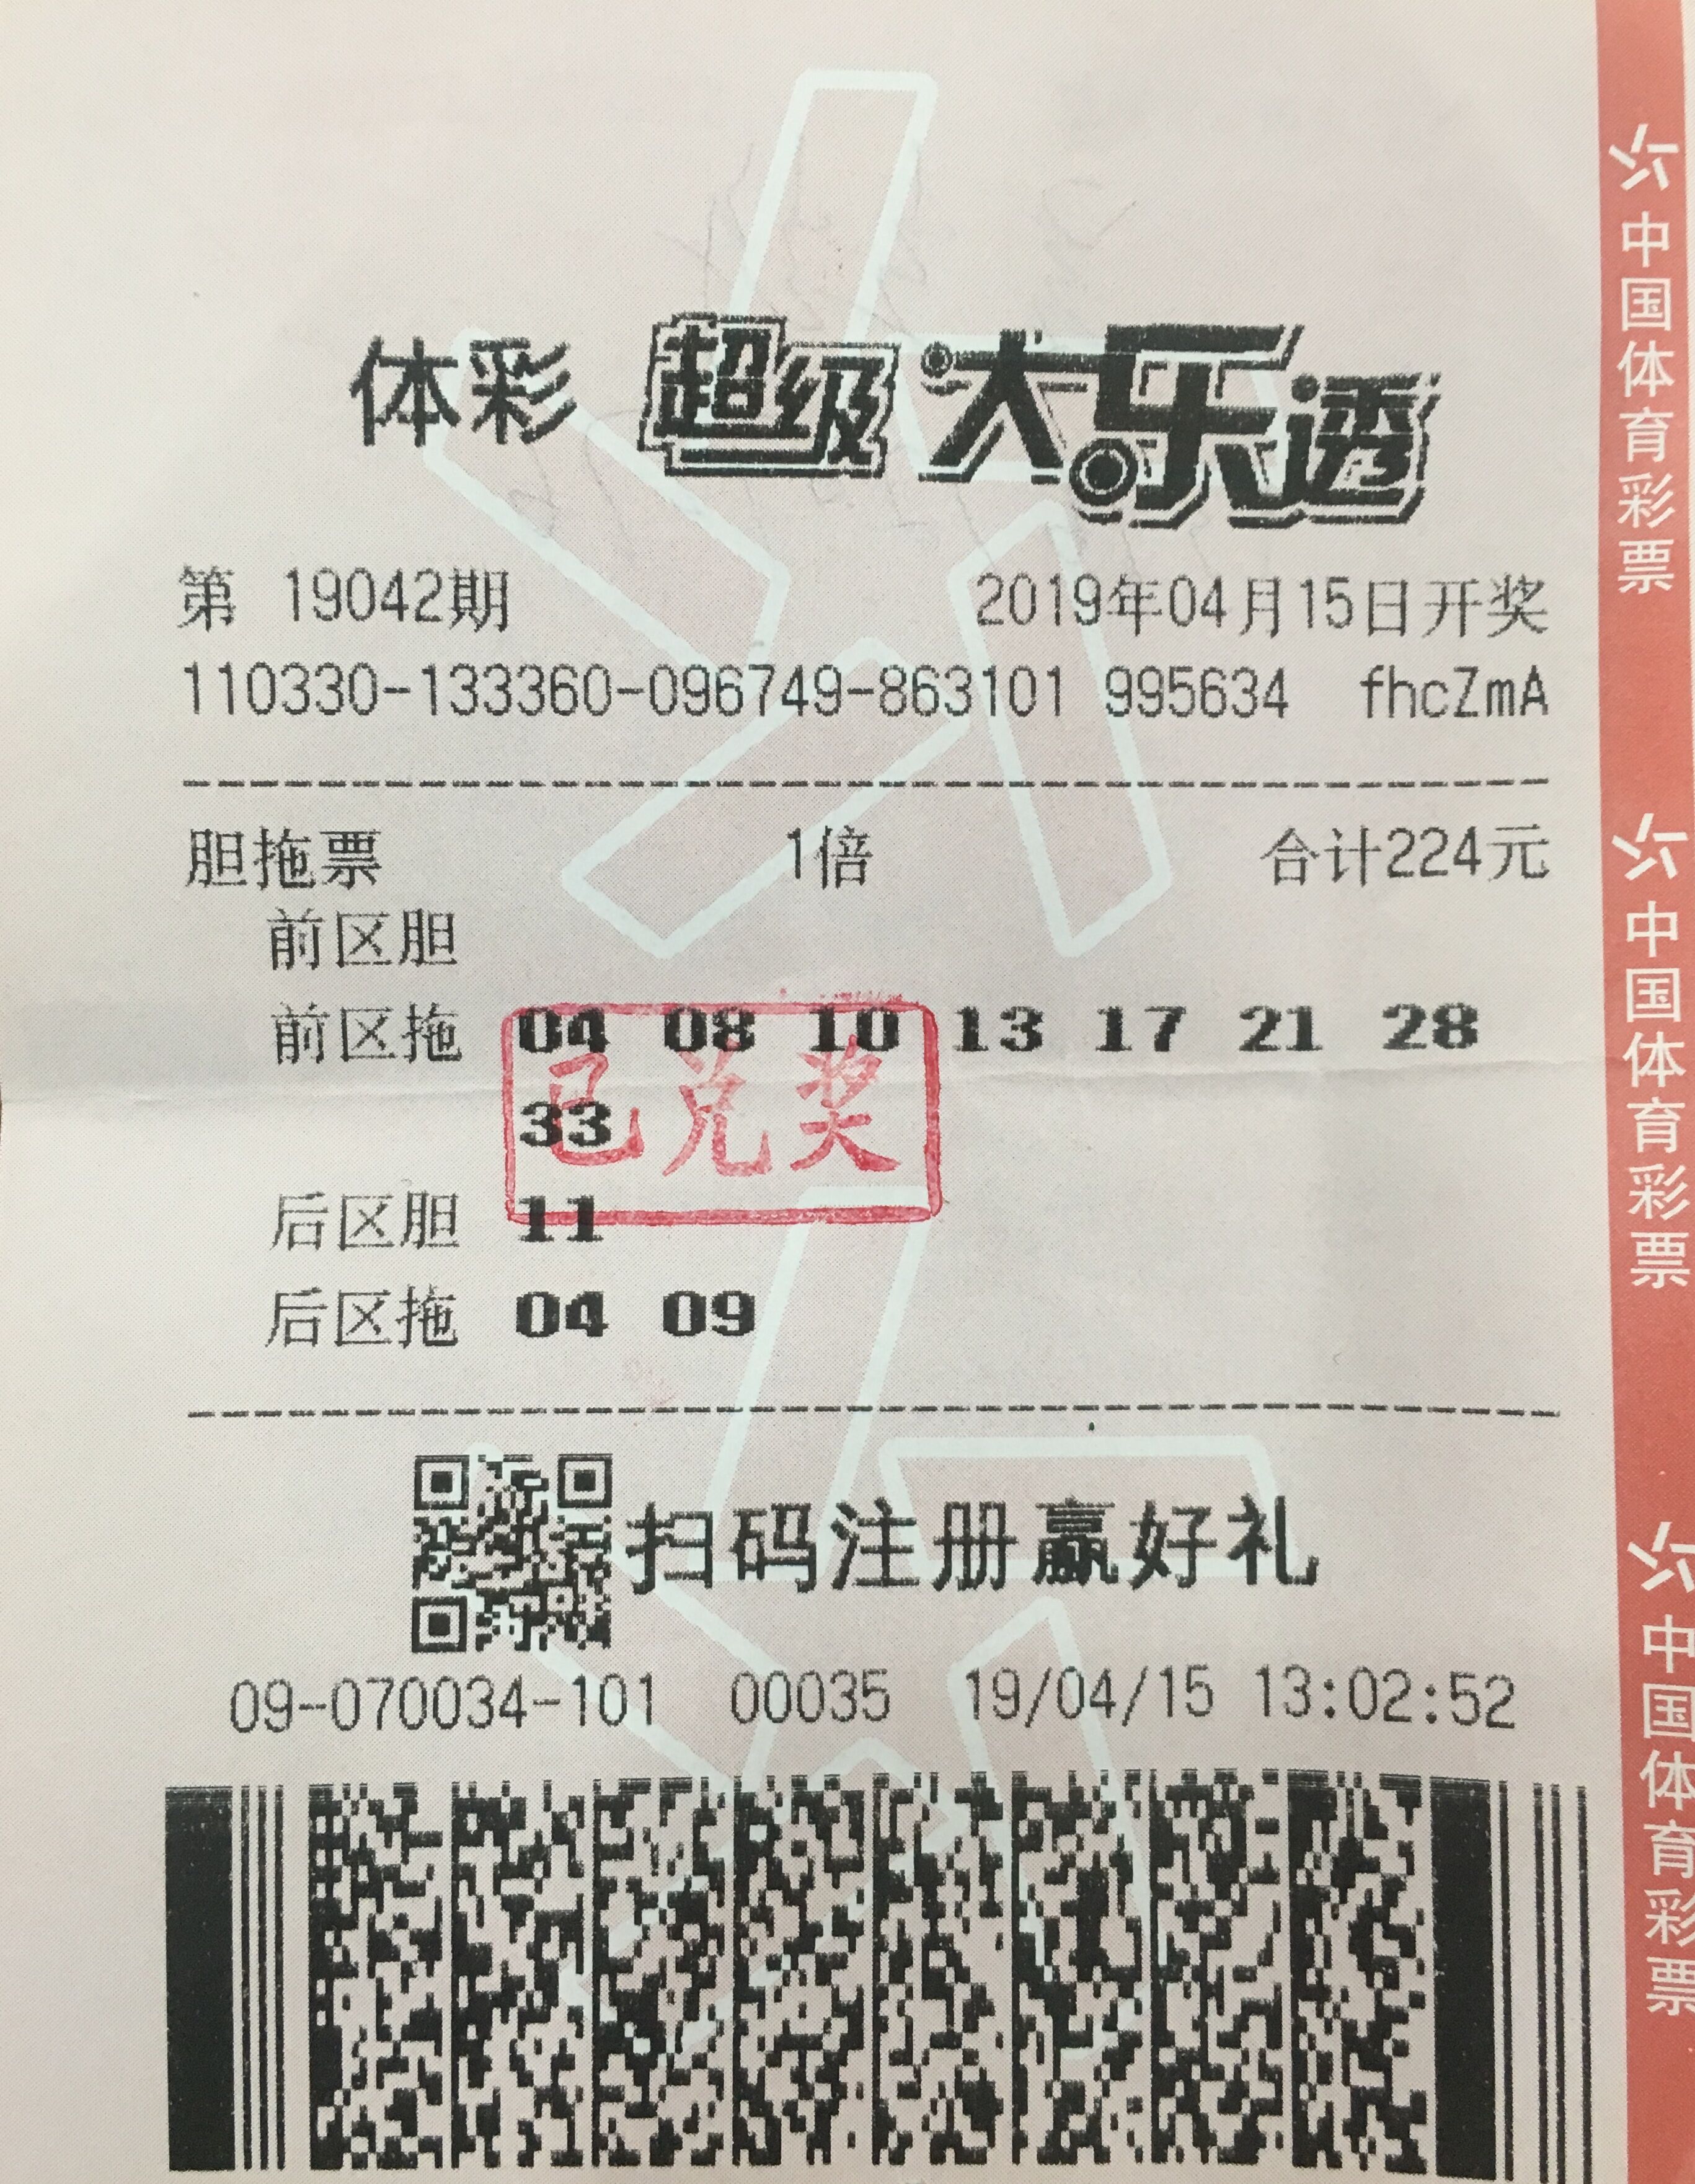 体彩 超级大乐透
第 19042期 2019年04月15日开奖
110330-133360-096749-863101 995634 fhcZmA
胆拖票 1倍 合计224元
前区胆
前区拖 04 08 10 13 17 21 28
33
已兑奖
后区胆 11
后区拖 04 09
扫码注册赢好礼
09-070034-101 00035 19/04/15 13:02:52
中国体育彩票
中国体育彩票
中国体育彩票